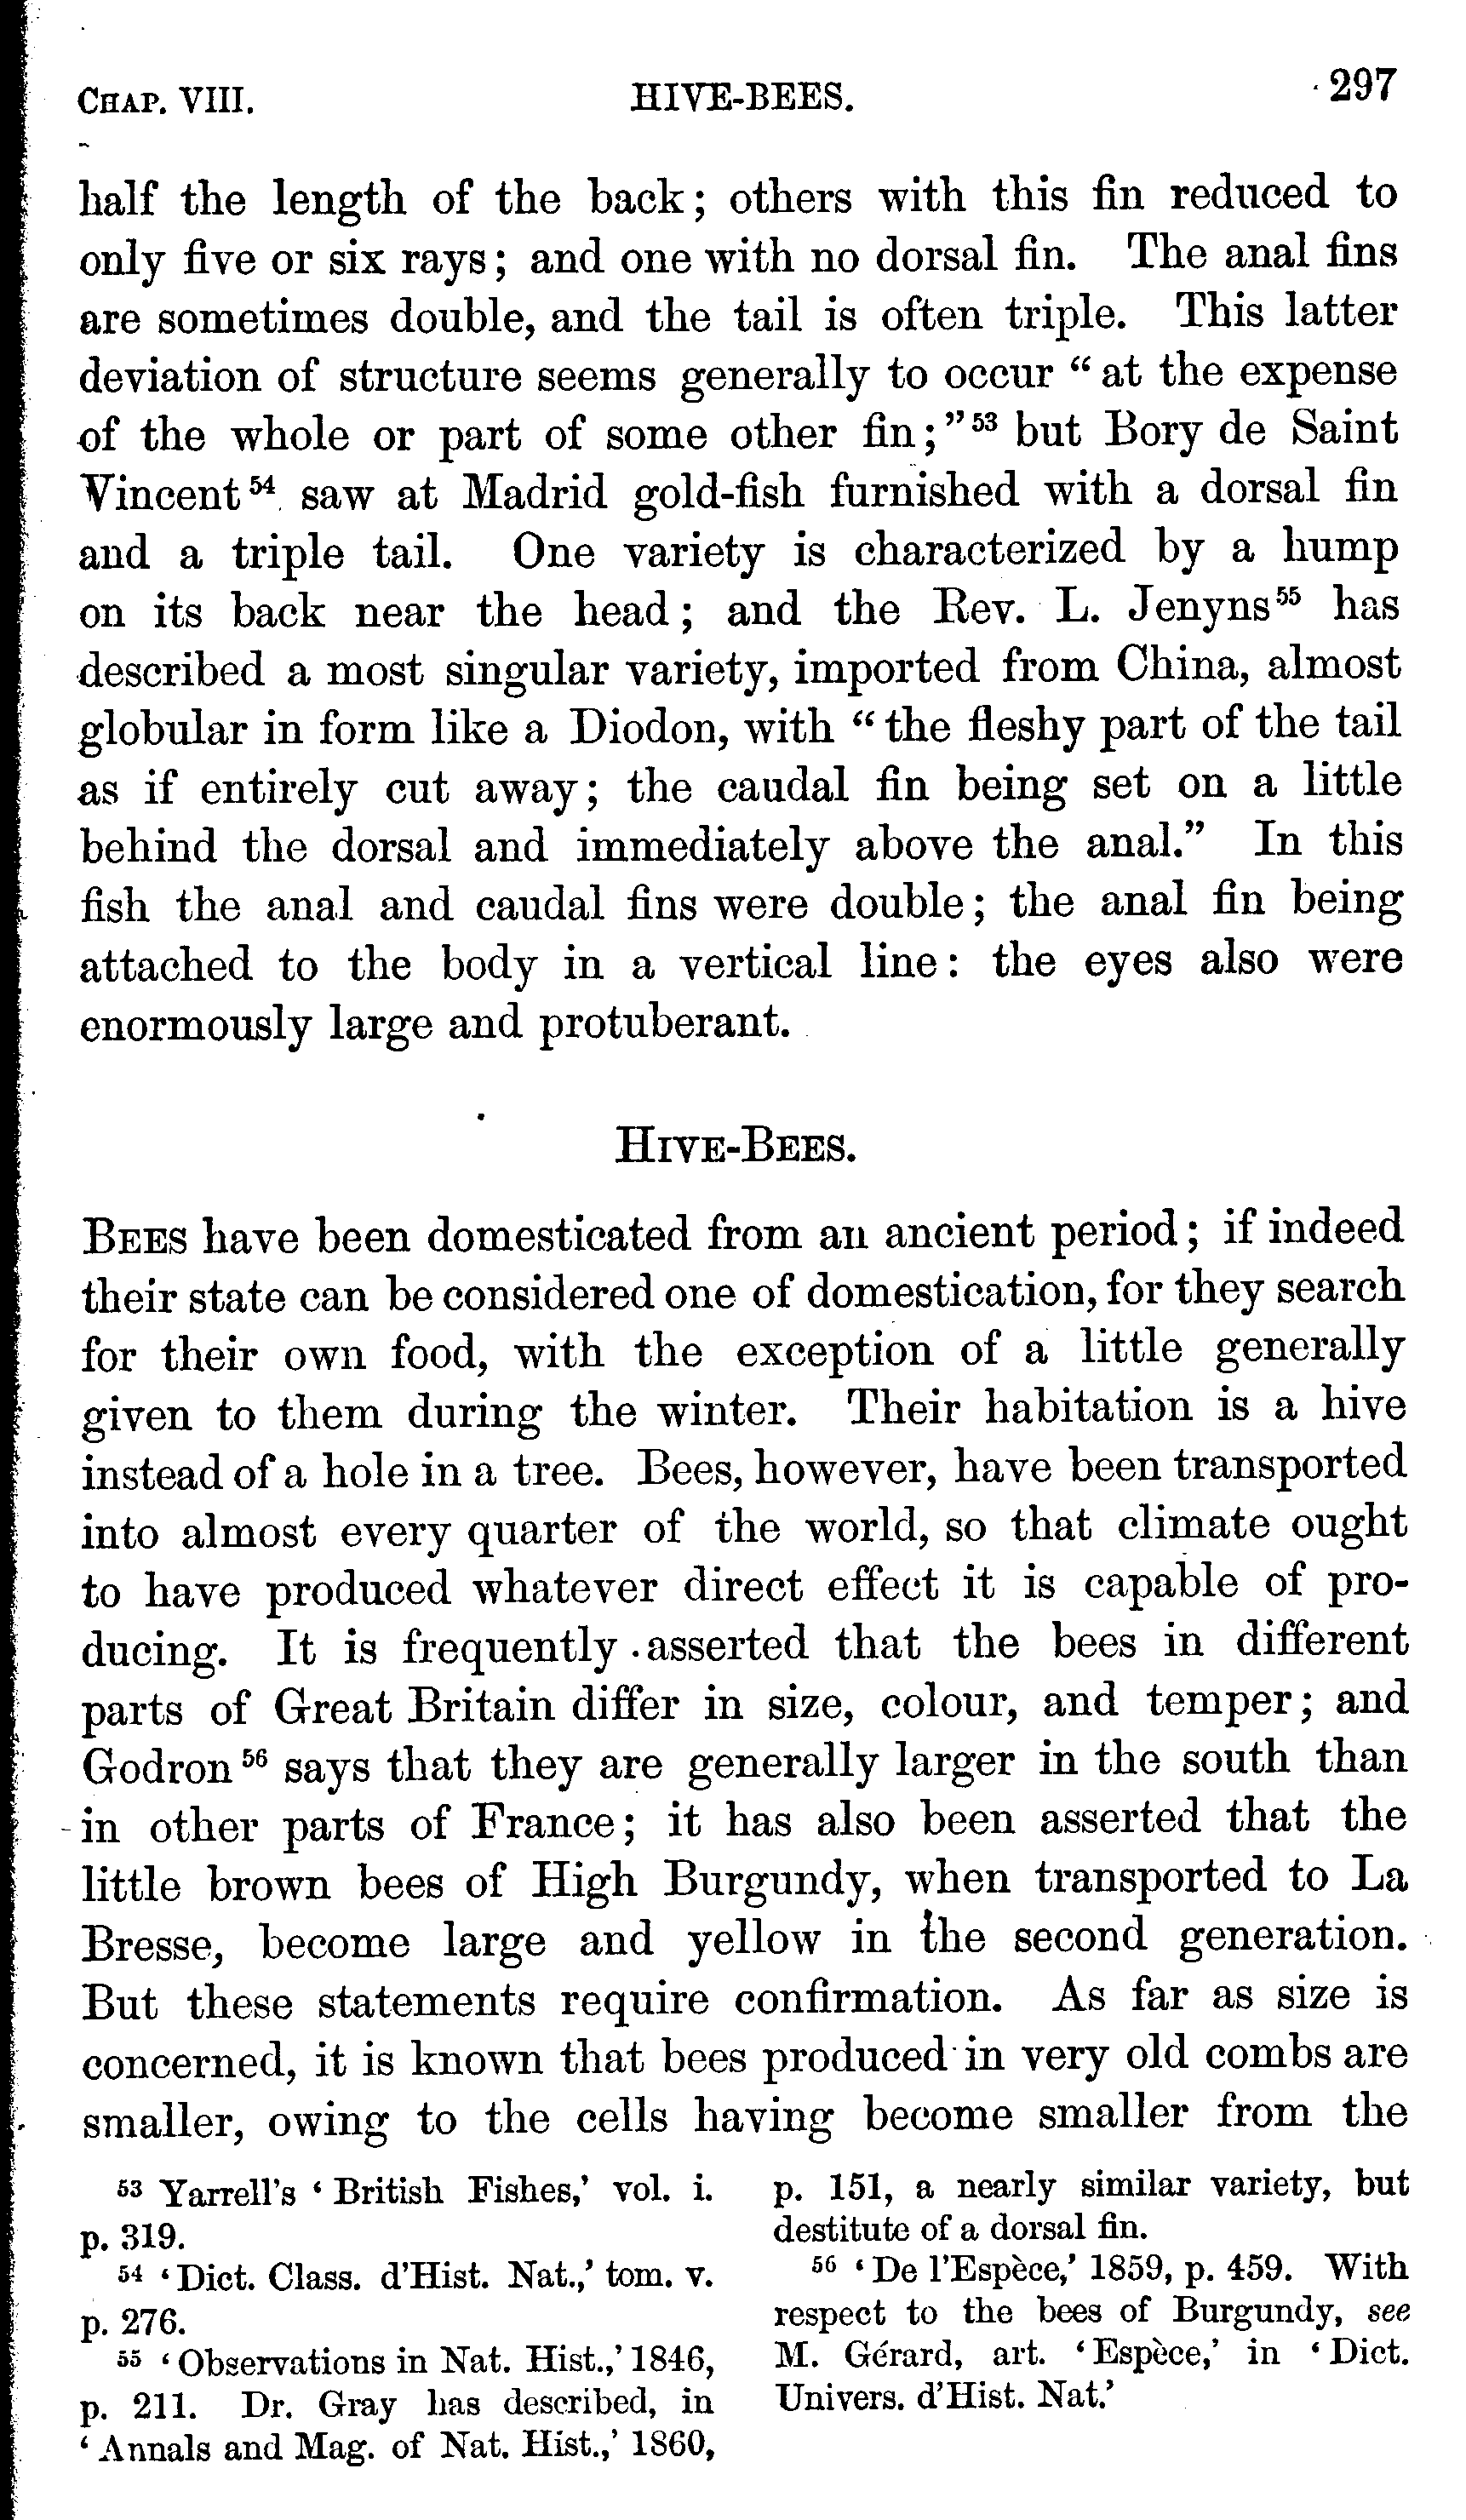 CHAP. VIII. HIVE-BEES. 297
half the length of the back; others with this fin reduced to
only five or six rays; and one with no dorsal fin. The anal fins
are sometimes double, and the tail is often triple. This latter
deviation of structure seems generally to occur “at the expense
of the whole or part of some other fin;”⁵³ but Bory de Saint
Vincent⁵⁴ saw at Madrid gold-fish furnished with a dorsal fin
and a triple tail. One variety is characterized by a hump
on its back near the head; and the Rev. L. Jenyns⁵⁵ has
described a most singular variety, imported from China, almost
globular in form like a Diodon, with “the fleshy part of the tail
as if entirely cut away; the caudal fin being set on a little
behind the dorsal and immediately above the anal.” In this
fish the anal and caudal fins were double; the anal fin being
attached to the body in a vertical line: the eyes also were
enormously large and protuberant.
HIVE-BEES.
BEES have been domesticated from an ancient period; if indeed
their state can be considered one of domestication, for they search
for their own food, with the exception of a little generally
given to them during the winter. Their habitation is a hive
instead of a hole in a tree. Bees, however, have been transported
into almost every quarter of the world, so that climate ought
to have produced whatever direct effect it is capable of pro-
ducing. It is frequently asserted that the bees in different
parts of Great Britain differ in size, colour, and temper; and
Godron⁵⁶ says that they are generally larger in the south than
in other parts of France; it has also been asserted that the
little brown bees of High Burgundy, when transported to La
Bresse, become large and yellow in the second generation.
But these statements require confirmation. As far as size is
concerned, it is known that bees produced in very old combs are
smaller, owing to the cells having become smaller from the
⁵³ Yarrell's ‘British Fishes,’ vol. i.
p. 319.
⁵⁴ ‘Dict. Class. d'Hist. Nat.,’ tom. v.
p. 276.
⁵⁵ ‘Observations in Nat. Hist.,’ 1846,
p. 211. Dr. Gray has described, in
‘Annals and Mag. of Nat. Hist.,’ 1860,
p. 151, a nearly similar variety, but
destitute of a dorsal fin.
⁵⁶ ‘De l'Espèce,’ 1859, p. 459. With
respect to the bees of Burgundy, see
M. Gérard, art. ‘Espèce,’ in ‘Dict.
Univers. d'Hist. Nat.’